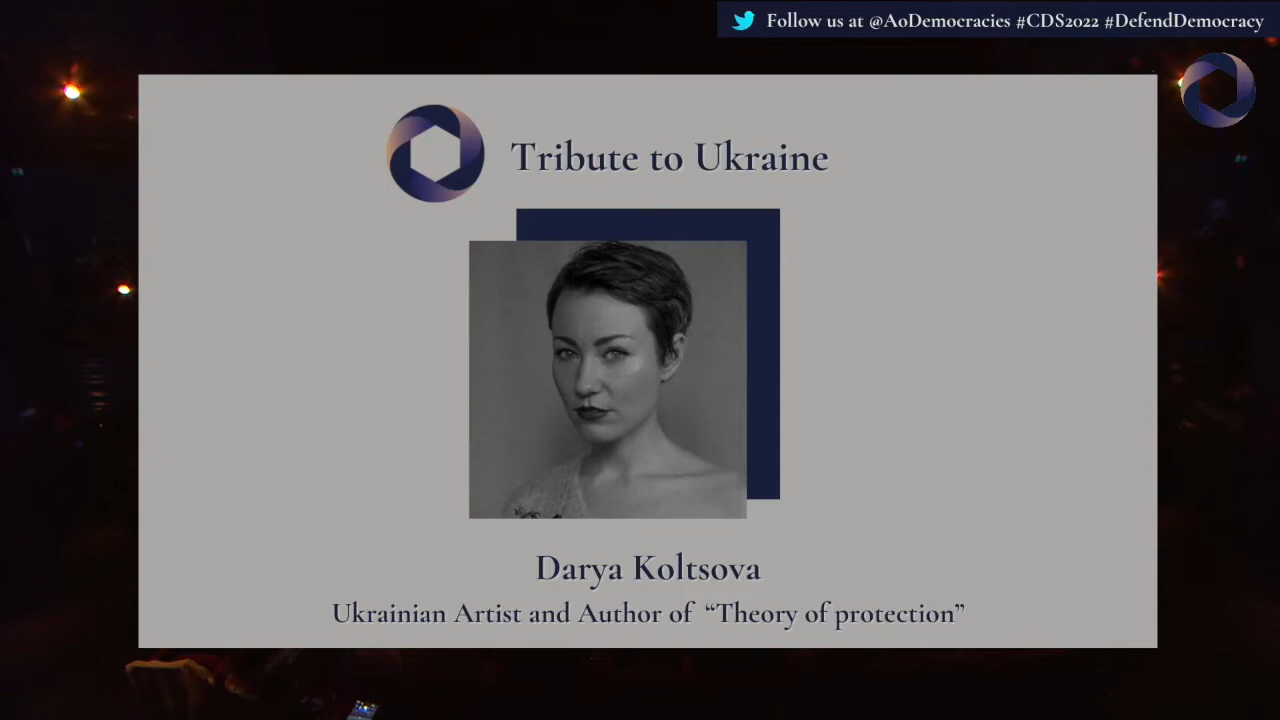 Follow us at @AoDemocracies #CDS2022 #DefendDemocracy
Tribute to Ukraine
Darya Koltsova
Ukrainian Artist and Author of “Theory of protection”